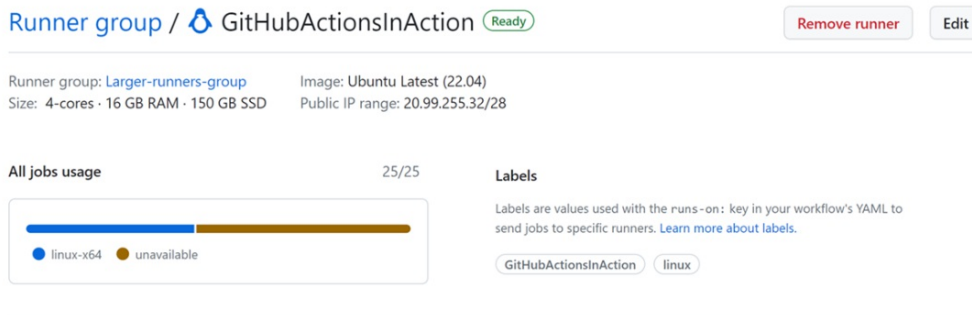 Runner group / GitHubActionsInAction Ready
Remove runner
Edit
Runner group: Larger-runners-group
Image: Ubuntu Latest (22.04)
Size: 4-cores · 16 GB RAM · 150 GB SSD
Public IP range: 20.99.255.32/28
All jobs usage 25/25
linux-x64 unavailable
Labels
Labels are values used with the runs-on: key in your workflow's YAML to
send jobs to specific runners. Learn more about labels.
GitHubActionsInAction linux